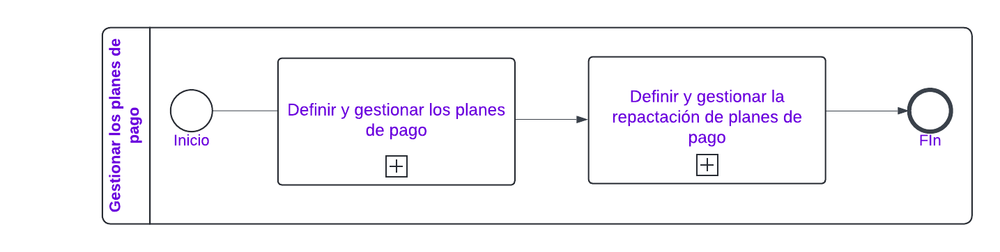 Gestionar los planes de
pago
Inicio
Definir y gestionar los planes
de pago
Definir y gestionar la
repactación de planes de
pago
FIn